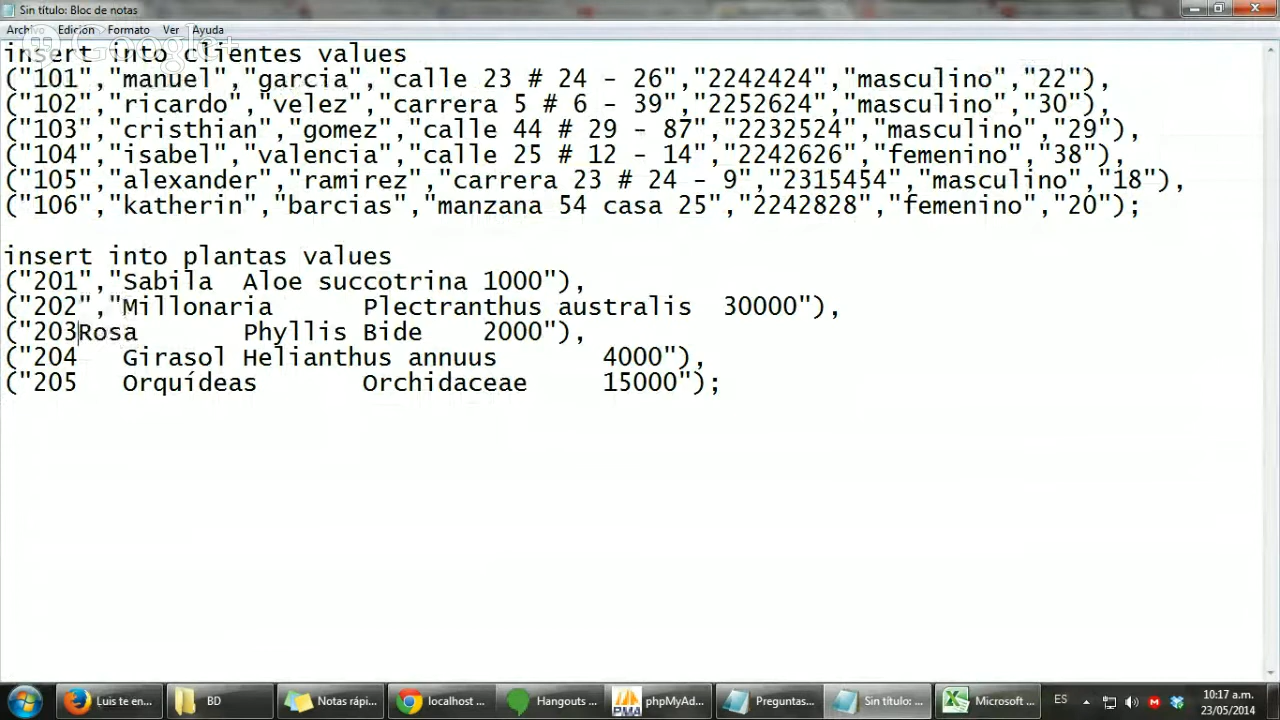 Sin título: Bloc de notas
Archivo Edición Formato Ver Ayuda
Google+
insert into clientes values
("101","manuel","garcia","calle 23 # 24 - 26","2242424","masculino","22"),
("102","ricardo","velez","carrera 5 # 6 - 39","2252624","masculino","30"),
("103","cristhian","gomez","calle 44 # 29 - 87","2232524","masculino","29"),
("104","isabel","valencia","calle 25 # 12 - 14","2242626","femenino","38"),
("105","alexander","ramirez","carrera 23 # 24 - 9","2315454","masculino","18"),
("106","katherin","barcias","manzana 54 casa 25","2242828","femenino","20");
insert into plantas values
("201","Sabila Aloe succotrina 1000"),
("202","Millonaria Plectranthus australis 30000"),
("203Rosa Phyllis Bide 2000"),
("204 Girasol Helianthus annuus 4000"),
("205 Orquídeas Orchidaceae 15000");
Luis te en... BD Notas rápi... localhost ... Hangouts ... phpMyAd... Preguntas... Sin título: ... Microsoft ... ES 10:17 a.m.
23/05/2014